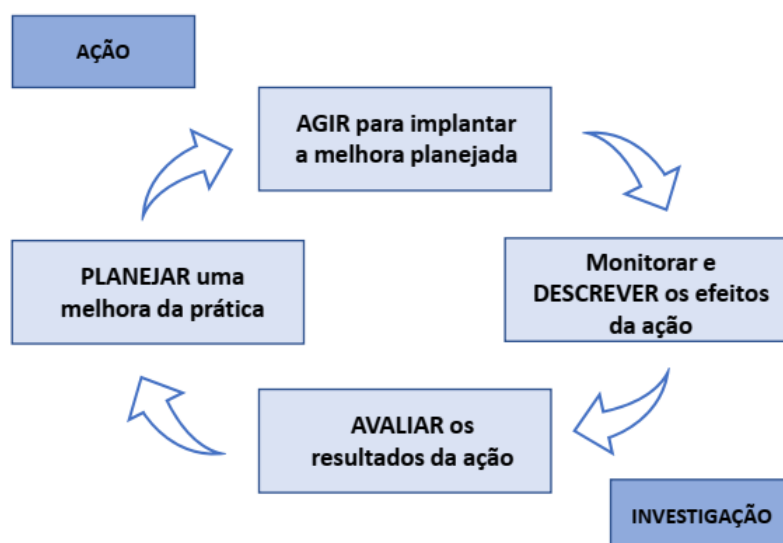 AÇÃO
AGIR para implantar
a melhora planejada
PLANEJAR uma
melhora da prática
Monitorar e
DESCREVER os efeitos
da ação
AVALIAR os
resultados da ação
INVESTIGAÇÃO